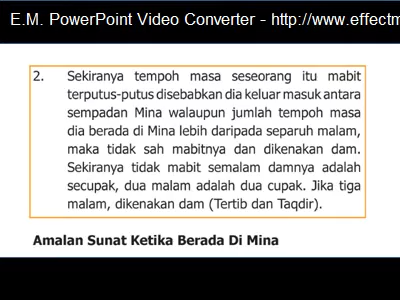 E.M. PowerPoint Video Converter - http://www.effectm
2. Sekiranya tempoh masa seseorang itu mabit
terputus-putus disebabkan dia keluar masuk antara
sempadan Mina walaupun jumlah tempoh masa
dia berada di Mina lebih daripada separuh malam,
maka tidak sah mabitnya dan dikenakan dam.
Sekiranya tidak mabit semalam damnya adalah
secupak, dua malam adalah dua cupak. Jika tiga
malam, dikenakan dam (Tertib dan Taqdir).
Amalan Sunat Ketika Berada Di Mina